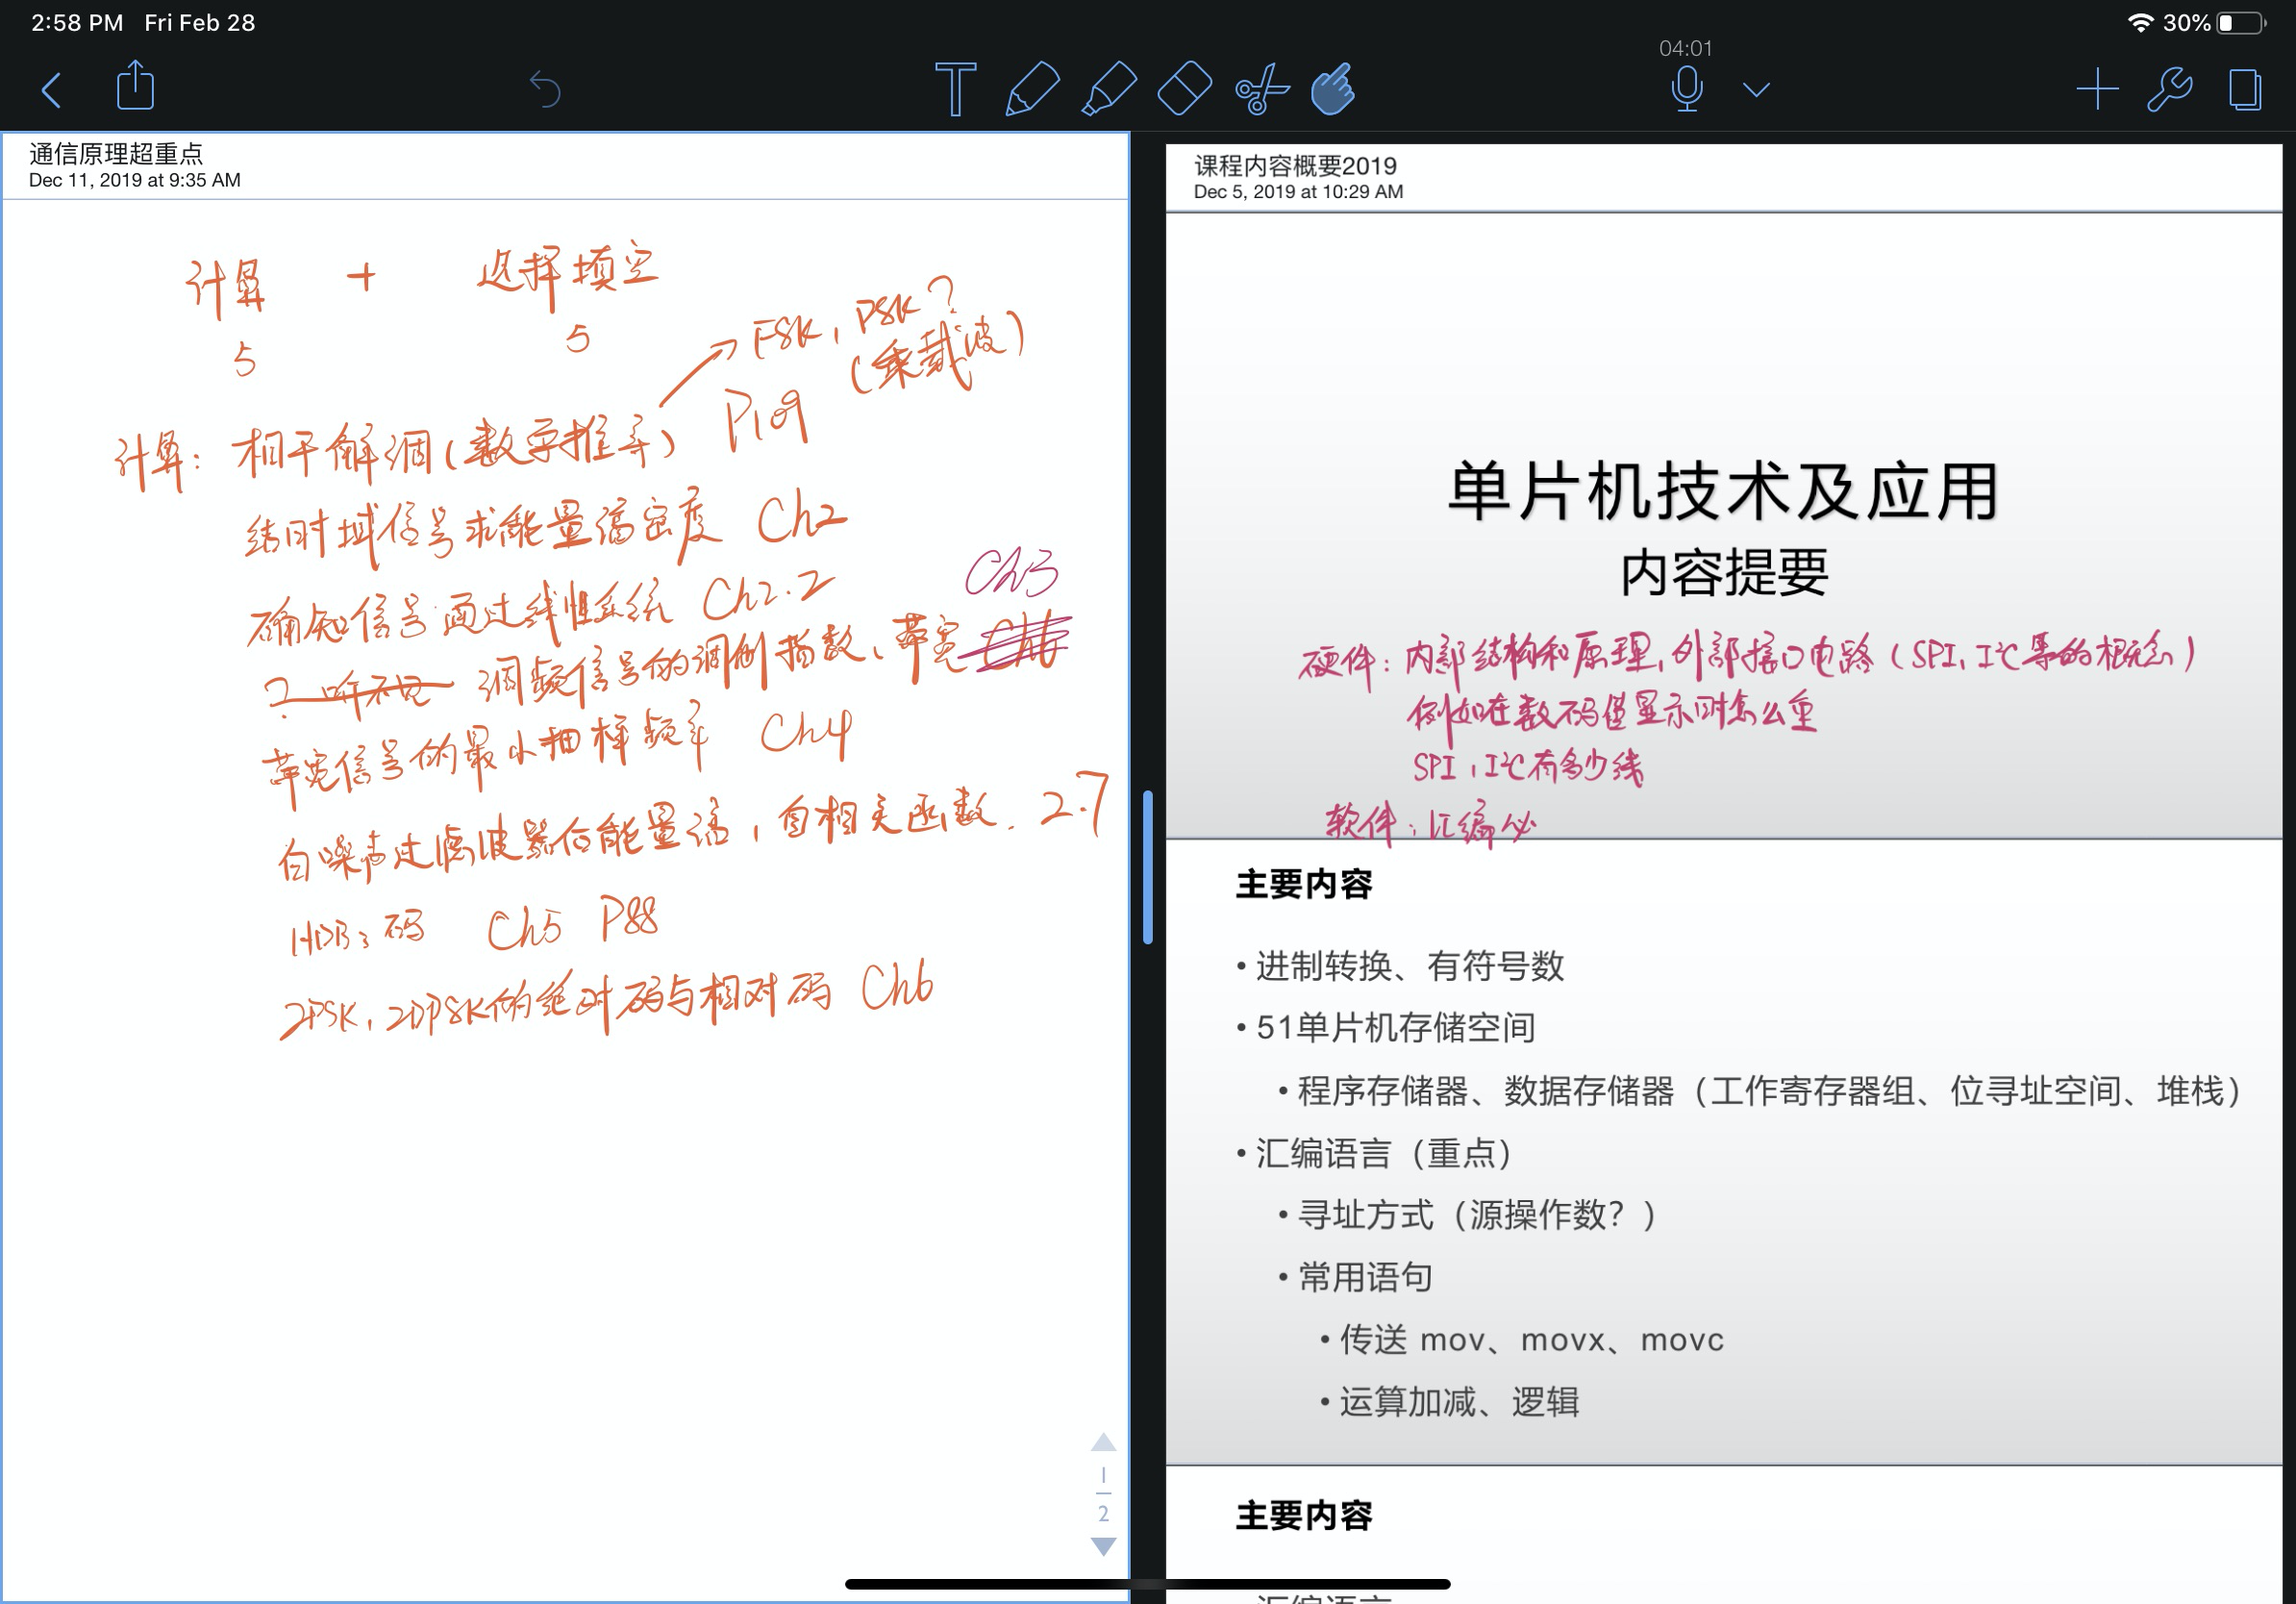 2:58 PM Fri Feb 28
30%
04:01
通信原理超重点
Dec 11, 2019 at 9:35 AM
计算 + 选择填空
5 5
FSK, PSK?
(乘载波)
计算: 相干解调(数学推导) P109
给时域信号求能量谱密度 Ch2
确知信号通过线性系统 Ch2.2
Ch3
? 听不见 调频信号的调制指数、带宽
带宽信号的最小抽样频率 Ch4
白噪声过滤波器后能量谱, 自相关函数. 2.7
HDB3码 Ch5 P88
2PSK, 2DPSK的绝对码与相对码 Ch6
1
2
课程内容概要2019
Dec 5, 2019 at 10:29 AM
单片机技术及应用
内容提要
硬件: 内部结构和原理, 外部接口电路 (SPI, I²C等的概念)
例如在数码管显示时怎么重
SPI, I²C有多少线
软件: 汇编必
主要内容
• 进制转换、有符号数
• 51单片机存储空间
• 程序存储器、数据存储器（工作寄存器组、位寻址空间、堆栈）
• 汇编语言（重点）
• 寻址方式（源操作数？）
• 常用语句
• 传送 mov、movx、movc
• 运算加减、逻辑
主要内容
汇编语言